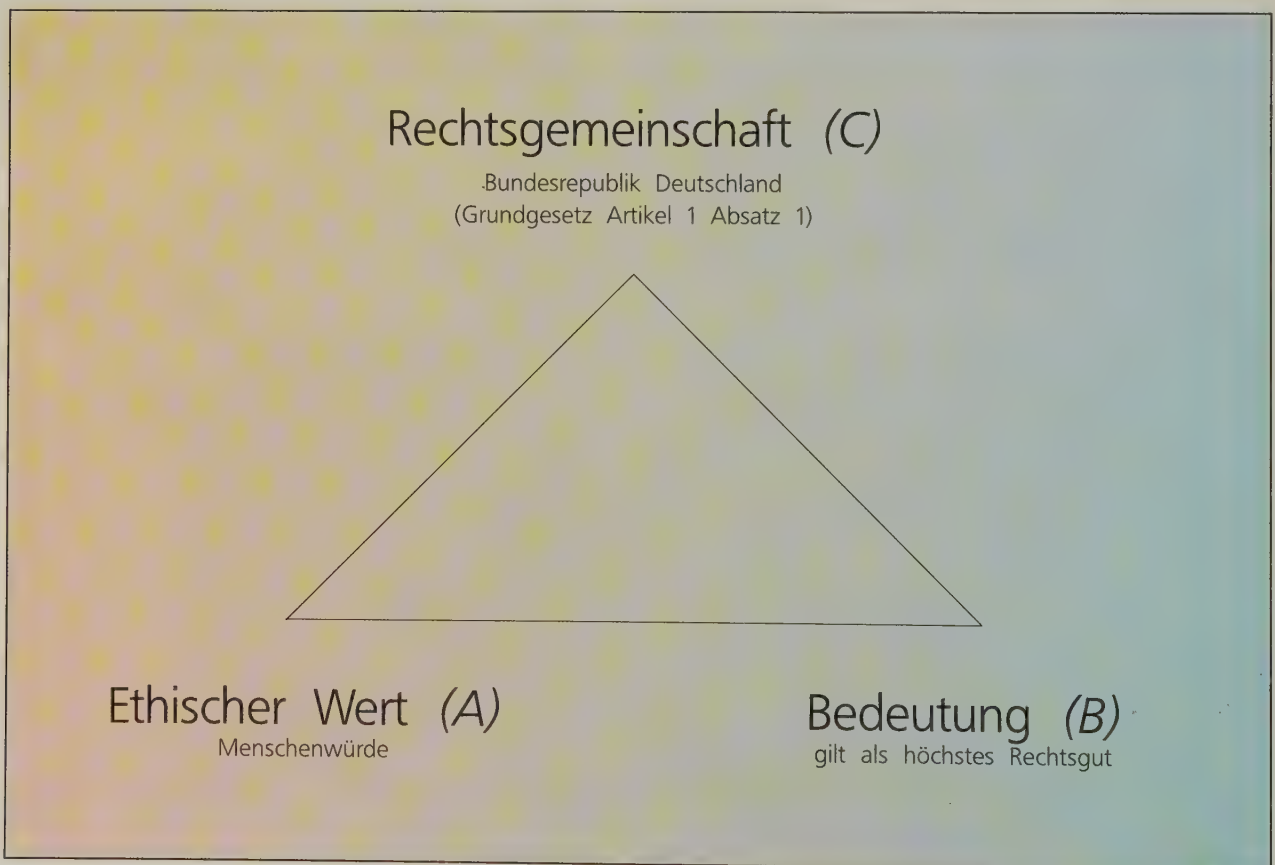 Rechtsgemeinschaft (C)
Bundesrepublik Deutschland
(Grundgesetz Artikel 1 Absatz 1)
Ethischer Wert (A)
Menschenwürde
Bedeutung (B)
gilt als höchstes Rechtsgut